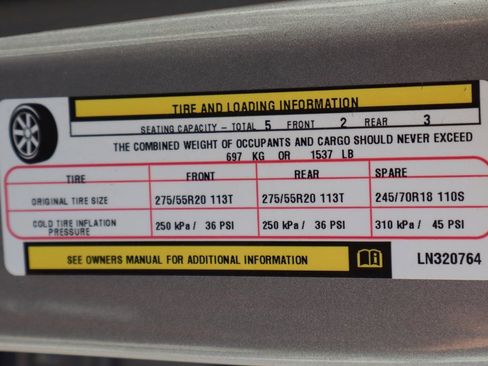 TIRE AND LOADING INFORMATION
SEATING CAPACITY - TOTAL 5 FRONT 2 REAR 3
THE COMBINED WEIGHT OF OCCUPANTS AND CARGO SHOULD NEVER EXCEED
697 KG OR 1537 LB
TIRE FRONT REAR SPARE
ORIGINAL TIRE SIZE 275/55R20 113T 275/55R20 113T 245/70R18 110S
COLD TIRE INFLATION PRESSURE 250 kPa / 36 PSI 250 kPa / 36 PSI 310 kPa / 45 PSI
SEE OWNERS MANUAL FOR ADDITIONAL INFORMATION LN320764